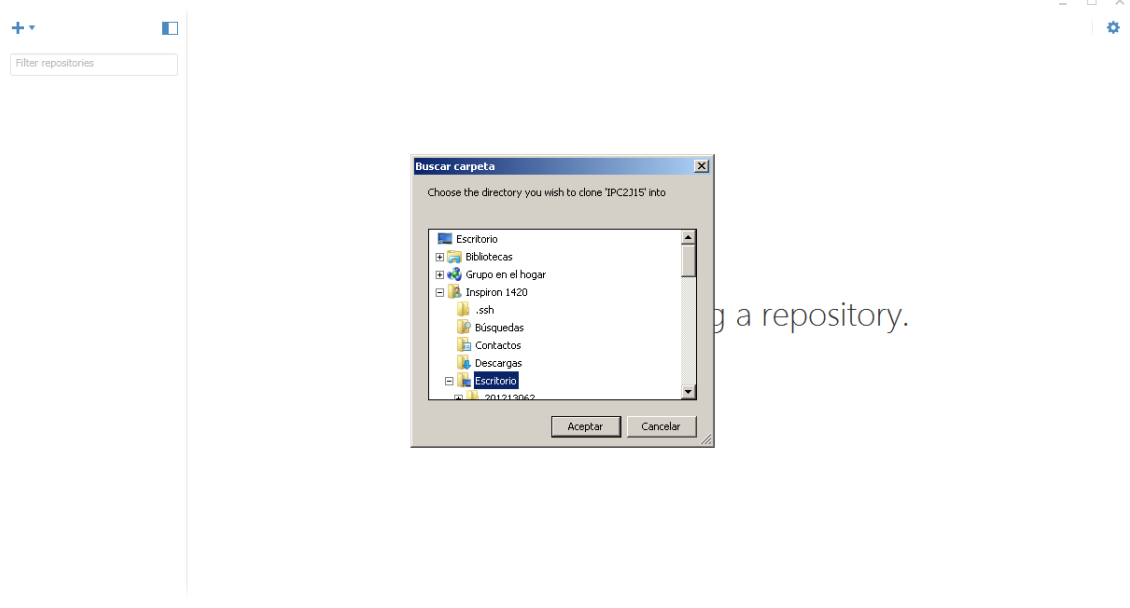 Filter repositories
Buscar carpeta
Choose the directory you wish to clone 'IPC2J15' into
Escritorio
Bibliotecas
Grupo en el hogar
Inspiron 1420
.ssh
Búsquedas
Contactos
Descargas
Escritorio
201213062
g a repository.
Aceptar
Cancelar